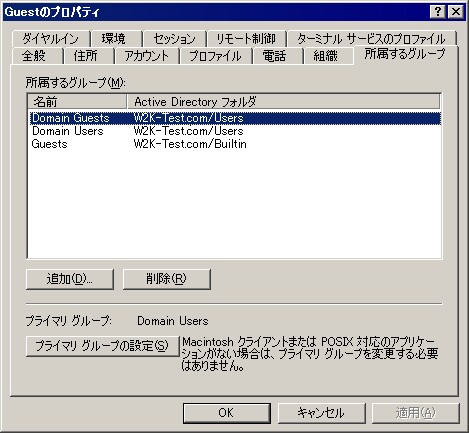 Guestのプロパティ
ダイヤルイン 環境 セッション リモート制御 ターミナル サービスのプロファイル
全般 住所 アカウント プロファイル 電話 組織 所属するグループ
所属するグループ(M):
名前 Active Directory フォルダ
Domain Guests W2K-Test.com/Users
Domain Users W2K-Test.com/Users
Guests W2K-Test.com/Builtin
追加(D)... 削除(R)
プライマリ グループ: Domain Users
プライマリ グループの設定(S)
Macintosh クライアントまたは POSIX 対応のアプリケー
ションがない場合は、プライマリ グループを変更する必要
はありません。
OK キャンセル 適用(A)